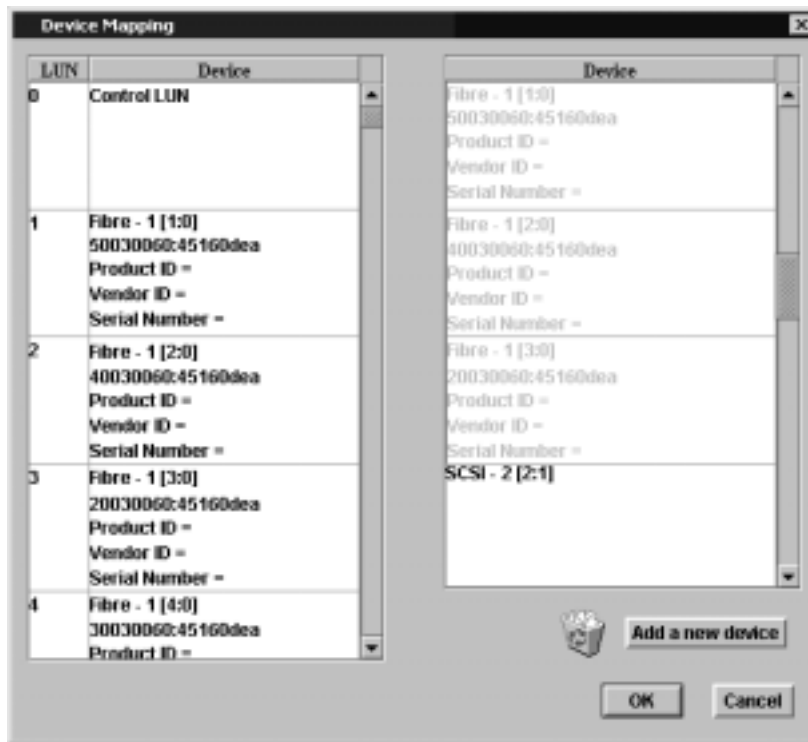 Device Mapping
LUN Device
0 Control LUN
1 Fibre - 1 [1:0]
50030060:45160dea
Product ID =
Vendor ID =
Serial Number =
2 Fibre - 1 [2:0]
40030060:45160dea
Product ID =
Vendor ID =
Serial Number =
3 Fibre - 1 [3:0]
20030060:45160dea
Product ID =
Vendor ID =
Serial Number =
4 Fibre - 1 [4:0]
30030060:45160dea
Product ID =
Device
Fibre - 1 [1:0]
50030060:45160dea
Product ID =
Vendor ID =
Serial Number =
Fibre - 1 [2:0]
40030060:45160dea
Product ID =
Vendor ID =
Serial Number =
Fibre - 1 [3:0]
20030060:45160dea
Product ID =
Vendor ID =
Serial Number =
SCSI - 2 [2:1]
Add a new device
OK Cancel